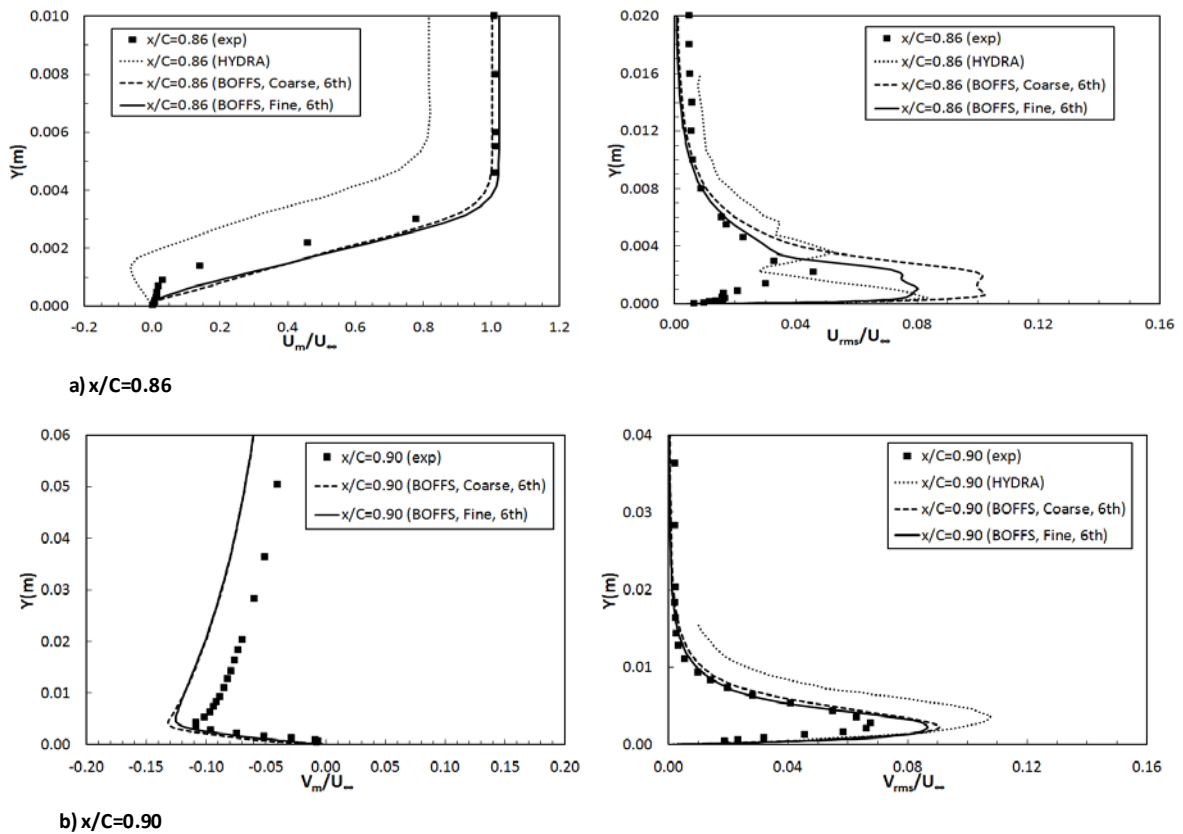 0.010
0.008
0.006
0.004
0.002
0.000
Y(m)
-0.2 0.0 0.2 0.4 0.6 0.8 1.0 1.2
Um/U∞
x/C=0.86 (exp)
x/C=0.86 (HYDRA)
x/C=0.86 (BOFFS, Coarse, 6th)
x/C=0.86 (BOFFS, Fine, 6th)
0.020
0.016
0.012
0.008
0.004
0.000
Y(m)
0.00 0.04 0.08 0.12 0.16
Urms/U∞
x/C=0.86 (exp)
x/C=0.86 (HYDRA)
x/C=0.86 (BOFFS, Coarse, 6th)
x/C=0.86 (BOFFS, Fine, 6th)
a) x/C=0.86
0.06
0.05
0.04
0.03
0.02
0.01
0.00
Y(m)
-0.20 -0.15 -0.10 -0.05 0.00 0.05 0.10 0.15 0.20
Vm/U∞
x/C=0.90 (exp)
x/C=0.90 (BOFFS, Coarse, 6th)
x/C=0.90 (BOFFS, Fine, 6th)
0.04
0.03
0.02
0.01
0.00
Y(m)
0.00 0.04 0.08 0.12 0.16
Vrms/U∞
x/C=0.90 (exp)
x/C=0.90 (HYDRA)
x/C=0.90 (BOFFS, Coarse, 6th)
x/C=0.90 (BOFFS, Fine, 6th)
b) x/C=0.90